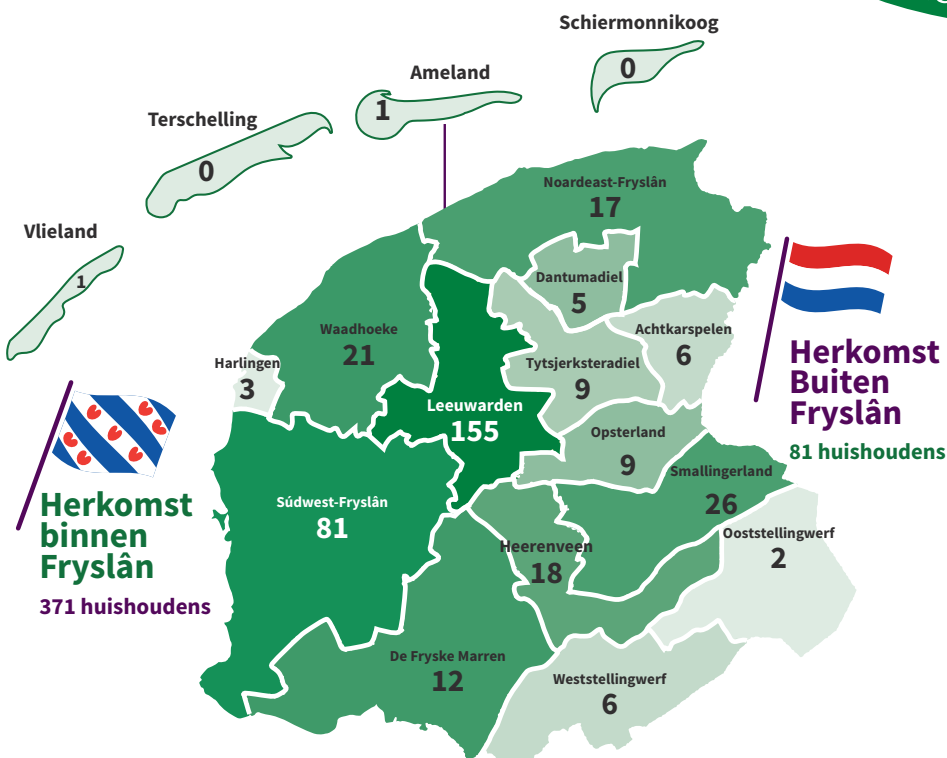 Schiermonnikoog
0
Ameland
1
Terschelling
0
Vlieland
1
Noardeast-Fryslân
17
Dantumadiel
5
Achtkarspelen
6
Waadhoeke
21
Tytsjerksteradiel
9
Harlingen
3
Leeuwarden
155
Opsterland
9
Smallingerland
26
Súdwest-Fryslân
81
Heerenveen
18
Ooststellingwerf
2
De Fryske Marren
12
Weststellingwerf
6
Herkomst
Buiten
Fryslân
81 huishoudens
Herkomst
binnen
Fryslân
371 huishoudens